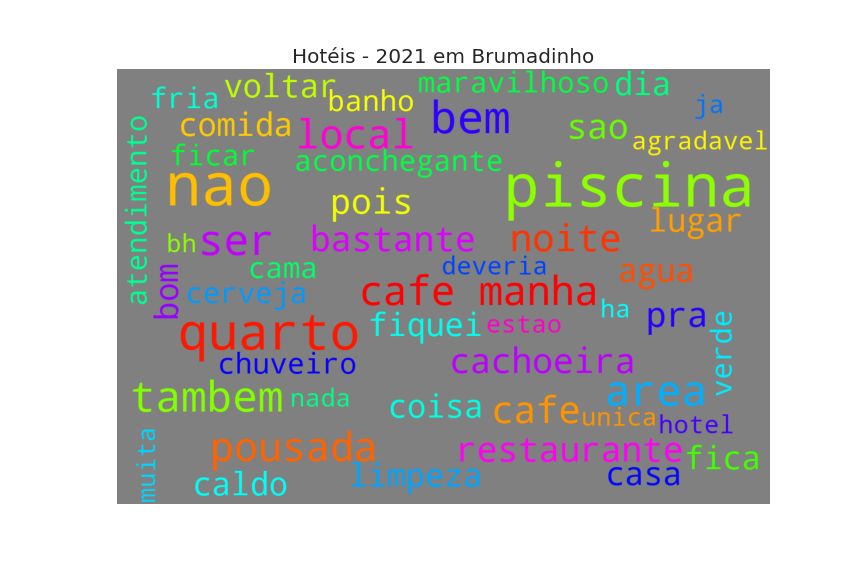 Hotéis - 2021 em Brumadinho
maravilhoso dia
voltar
fria
banho
ja
bem
comida
local
sao
agradavel
ficar
aconchegante
nao
piscina
pois
lugar
atendimento
bh
ser
bastante
noite
cama
deveria
agua
bom
cerveja
cafe manha
ha
pra
quarto
fiquei
estao
verde
chuveiro
cachoeira
tambem
nada
area
coisa
cafe
unica
hotel
pousada
restaurante
fica
muita
caldo
limpeza
casa